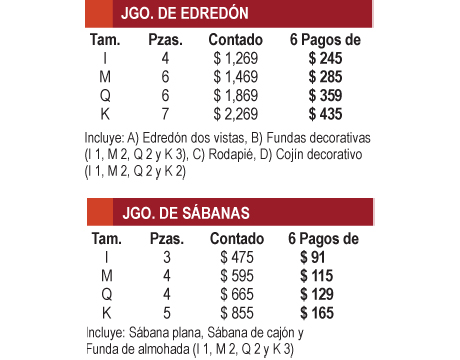 JGO. DE EDREDÓN
Tam. Pzas. Contado 6 Pagos de
I 4 $ 1,269 $ 245
M 6 $ 1,469 $ 285
Q 6 $ 1,869 $ 359
K 7 $ 2,269 $ 435
Incluye: A) Edredón dos vistas, B) Fundas decorativas
(I 1, M 2, Q 2 y K 3), C) Rodapié, D) Cojín decorativo
(I 1, M 2, Q 2 y K 2)
JGO. DE SÁBANAS
Tam. Pzas. Contado 6 Pagos de
I 3 $ 475 $ 91
M 4 $ 595 $ 115
Q 4 $ 665 $ 129
K 5 $ 855 $ 165
Incluye: Sábana plana, Sábana de cajón y
Funda de almohada (I 1, M 2, Q 2 y K 3)